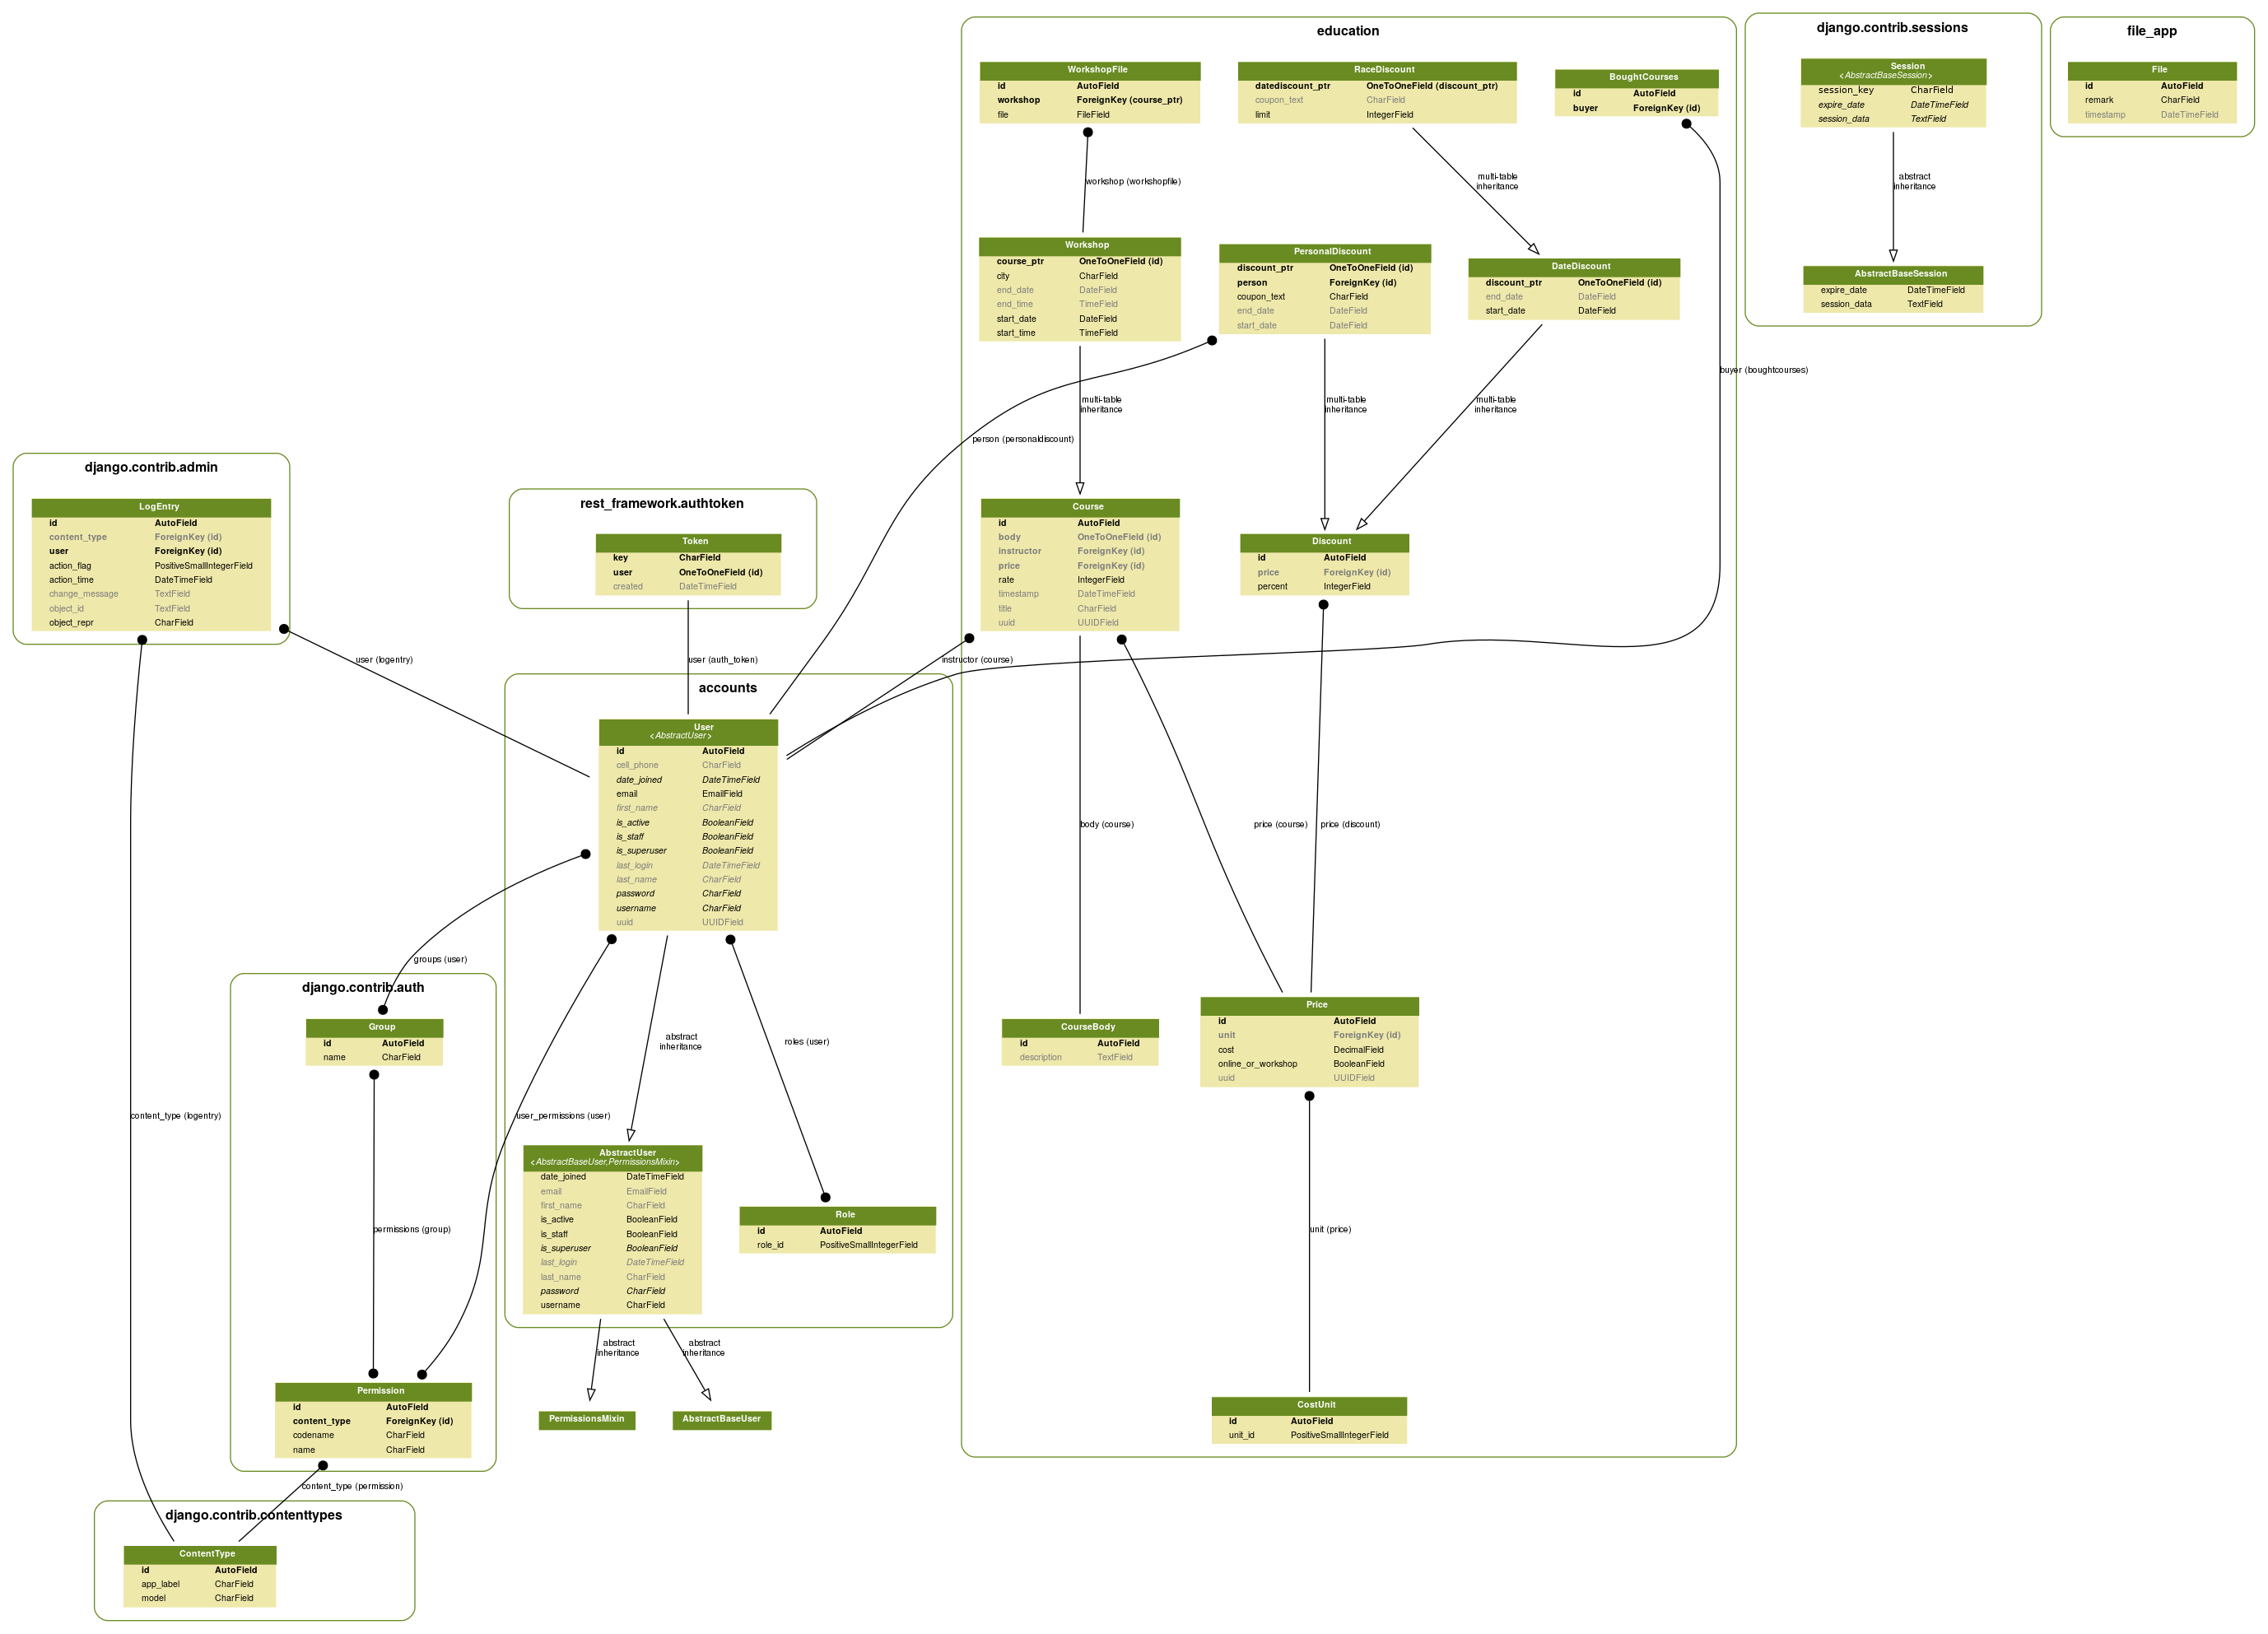 education
WorkshopFile
id AutoField
workshop ForeignKey (course_ptr)
file FileField
RaceDiscount
datediscount_ptr OneToOneField (discount_ptr)
coupon_text CharField
limit IntegerField
BoughtCourses
id AutoField
buyer ForeignKey (id)
workshop (workshopfile)
multi-table
inheritance
Workshop
course_ptr OneToOneField (id)
city CharField
end_date DateField
end_time TimeField
start_date DateField
start_time TimeField
PersonalDiscount
discount_ptr OneToOneField (id)
person ForeignKey (id)
coupon_text CharField
end_date DateField
start_date DateField
DateDiscount
discount_ptr OneToOneField (id)
end_date DateField
start_date DateField
buyer (boughtcourses)
multi-table
inheritance
multi-table
inheritance
multi-table
inheritance
person (personaldiscount)
Course
id AutoField
body OneToOneField (id)
instructor ForeignKey (id)
price ForeignKey (id)
rate IntegerField
timestamp DateTimeField
title CharField
uuid UUIDField
Discount
id AutoField
price ForeignKey (id)
percent IntegerField
instructor (course)
body (course)
price (course)
price (discount)
CourseBody
id AutoField
description TextField
Price
id AutoField
unit ForeignKey (id)
cost DecimalField
online_or_workshop BooleanField
uuid UUIDField
unit (price)
CostUnit
id AutoField
unit_id PositiveSmallIntegerField
django.contrib.sessions
Session
<AbstractBaseSession>
session_key CharField
expire_date DateTimeField
session_data TextField
abstract
inheritance
AbstractBaseSession
expire_date DateTimeField
session_data TextField
file_app
File
id AutoField
remark CharField
timestamp DateTimeField
django.contrib.admin
LogEntry
id AutoField
content_type ForeignKey (id)
user ForeignKey (id)
action_flag PositiveSmallIntegerField
action_time DateTimeField
change_message TextField
object_id TextField
object_repr CharField
user (logentry)
content_type (logentry)
rest_framework.authtoken
Token
key CharField
user OneToOneField (id)
created DateTimeField
user (auth_token)
accounts
User
<AbstractUser>
id AutoField
cell_phone CharField
date_joined DateTimeField
email EmailField
first_name CharField
is_active BooleanField
is_staff BooleanField
is_superuser BooleanField
last_login DateTimeField
last_name CharField
password CharField
username CharField
uuid UUIDField
groups (user)
abstract
inheritance
roles (user)
user_permissions (user)
AbstractUser
<AbstractBaseUser,PermissionsMixin>
date_joined DateTimeField
email EmailField
first_name CharField
is_active BooleanField
is_staff BooleanField
is_superuser BooleanField
last_login DateTimeField
last_name CharField
password CharField
username CharField
Role
id AutoField
role_id PositiveSmallIntegerField
abstract
inheritance
abstract
inheritance
PermissionsMixin
AbstractBaseUser
django.contrib.auth
Group
id AutoField
name CharField
permissions (group)
Permission
id AutoField
content_type ForeignKey (id)
codename CharField
name CharField
content_type (permission)
django.contrib.contenttypes
ContentType
id AutoField
app_label CharField
model CharField